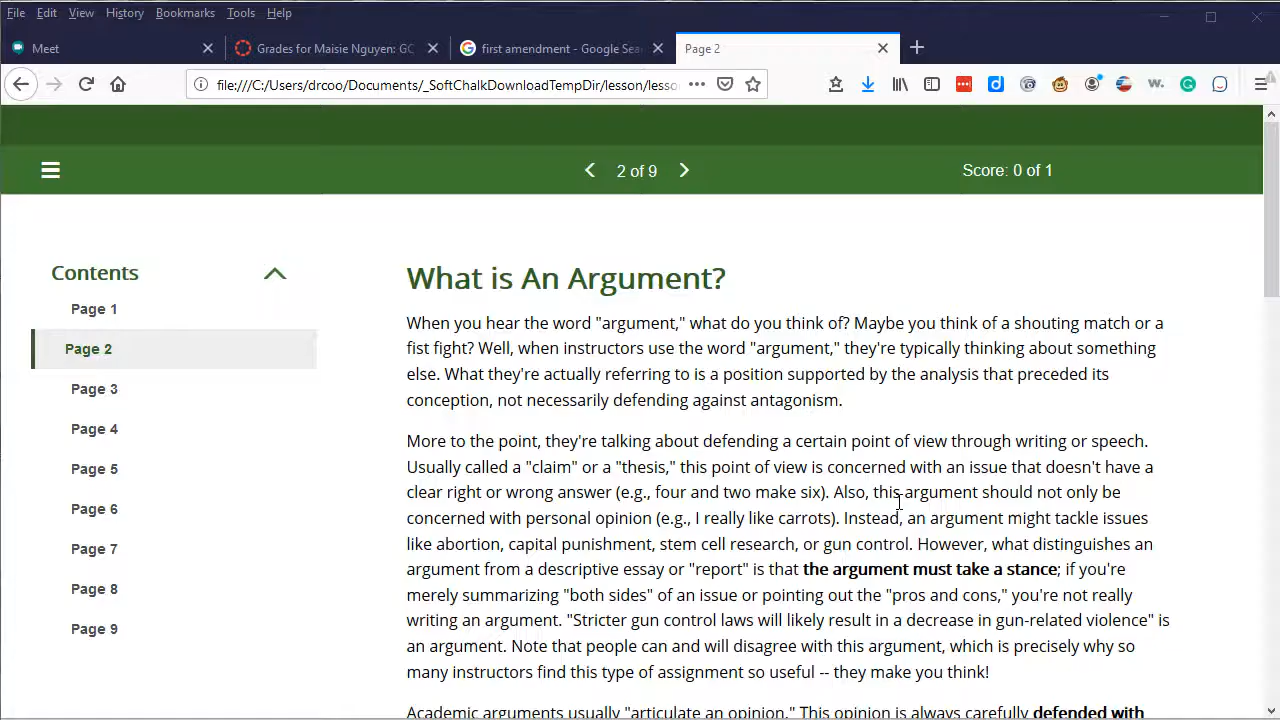 File Edit View History Bookmarks Tools Help
Meet
Grades for Maisie Nguyen: GC
first amendment - Google Sea
Page 2
file:///C:/Users/drcoo/Documents/_SoftChalkDownloadTempDir/lesson/lesso
w.
2 of 9
Score: 0 of 1
Contents
Page 1
Page 2
Page 3
Page 4
Page 5
Page 6
Page 7
Page 8
Page 9
What is An Argument?
When you hear the word "argument," what do you think of? Maybe you think of a shouting match or a
fist fight? Well, when instructors use the word "argument," they're typically thinking about something
else. What they're actually referring to is a position supported by the analysis that preceded its
conception, not necessarily defending against antagonism.
More to the point, they're talking about defending a certain point of view through writing or speech.
Usually called a "claim" or a "thesis," this point of view is concerned with an issue that doesn't have a
clear right or wrong answer (e.g., four and two make six). Also, this argument should not only be
concerned with personal opinion (e.g., I really like carrots). Instead, an argument might tackle issues
like abortion, capital punishment, stem cell research, or gun control. However, what distinguishes an
argument from a descriptive essay or "report" is that the argument must take a stance; if you're
merely summarizing "both sides" of an issue or pointing out the "pros and cons," you're not really
writing an argument. "Stricter gun control laws will likely result in a decrease in gun-related violence" is
an argument. Note that people can and will disagree with this argument, which is precisely why so
many instructors find this type of assignment so useful -- they make you think!
Academic arguments usually "articulate an opinion." This opinion is always carefully defended with